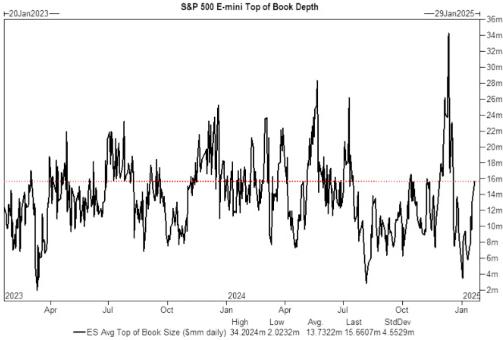 S&P 500 E-mini Top of Book Depth
20Jan2023
29Jan2025
36m
34m
32m
30m
28m
26m
24m
22m
20m
18m
16m
14m
12m
10m
8m
6m
4m
2m
2023 2024 2025
Apr Jul Oct Jan Apr Jul Oct Jan
High Low Avg. Last StdDev
ES Avg Top of Book Size ($mm daily) 34.2024m 2.0232m 13.7322m 15.6607m 4.5529m